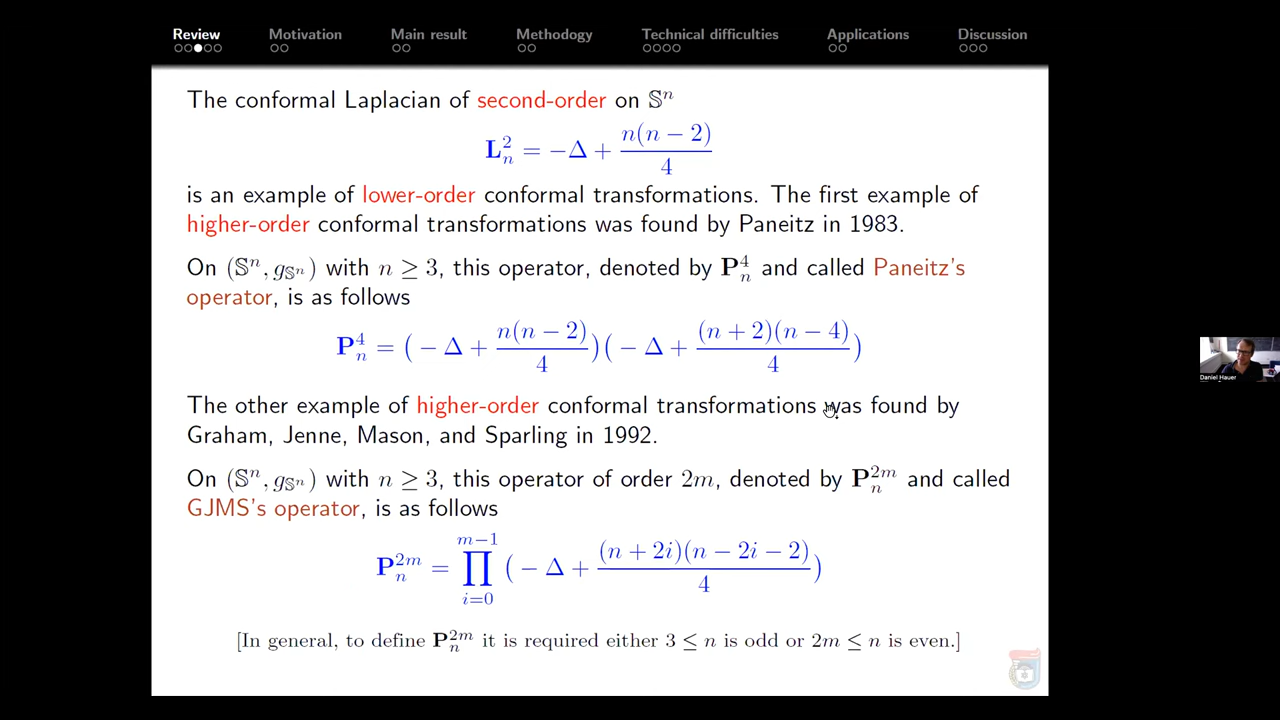 Review Motivation Main result Methodogy Technical difficulties Applications Discussion
The conformal Laplacian of second-order on 𝕊ⁿ
L²ₙ = −Δ + n(n − 2)/4
is an example of lower-order conformal transformations. The first example of
higher-order conformal transformations was found by Paneitz in 1983.
On (𝕊ⁿ, g_𝕊ⁿ) with n ≥ 3, this operator, denoted by P⁴ₙ and called Paneitz's
operator, is as follows
P⁴ₙ = (−Δ + n(n − 2)/4)(−Δ + (n + 2)(n − 4)/4)
The other example of higher-order conformal transformations was found by
Graham, Jenne, Mason, and Sparling in 1992.
On (𝕊ⁿ, g_𝕊ⁿ) with n ≥ 3, this operator of order 2m, denoted by P²ᵐₙ and called
GJMS's operator, is as follows
P²ᵐₙ = ∏_{i=0}^{m−1} (−Δ + (n + 2i)(n − 2i − 2)/4)
[In general, to define P²ᵐₙ it is required either 3 ≤ n is odd or 2m ≤ n is even.]
Daniel Hauer